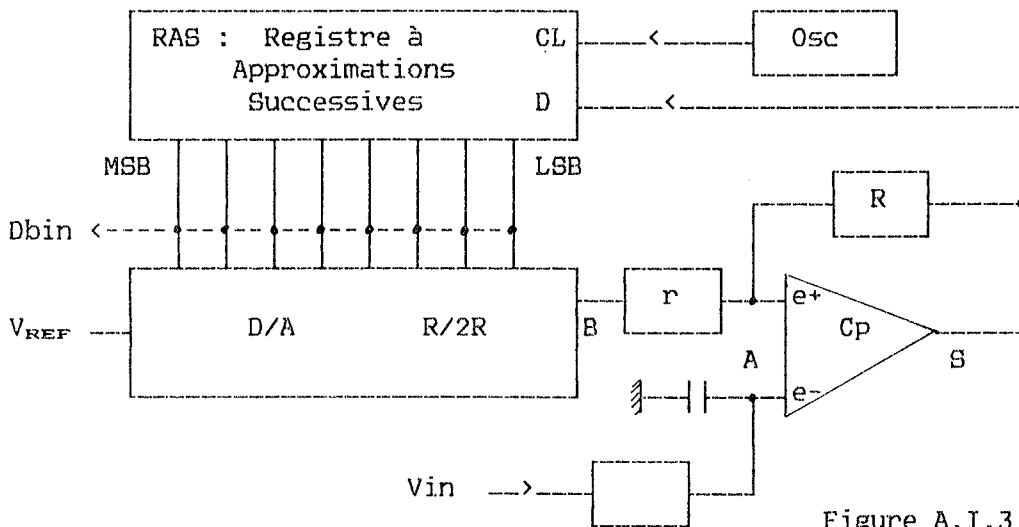 RAS : Registre à
Approximations
Successives
CL
D
Osc
MSB
LSB
R
Dbin
VREF
D/A
R/2R
B
r
e+
Cp
A
S
e-
Vin
Figure A.I.3